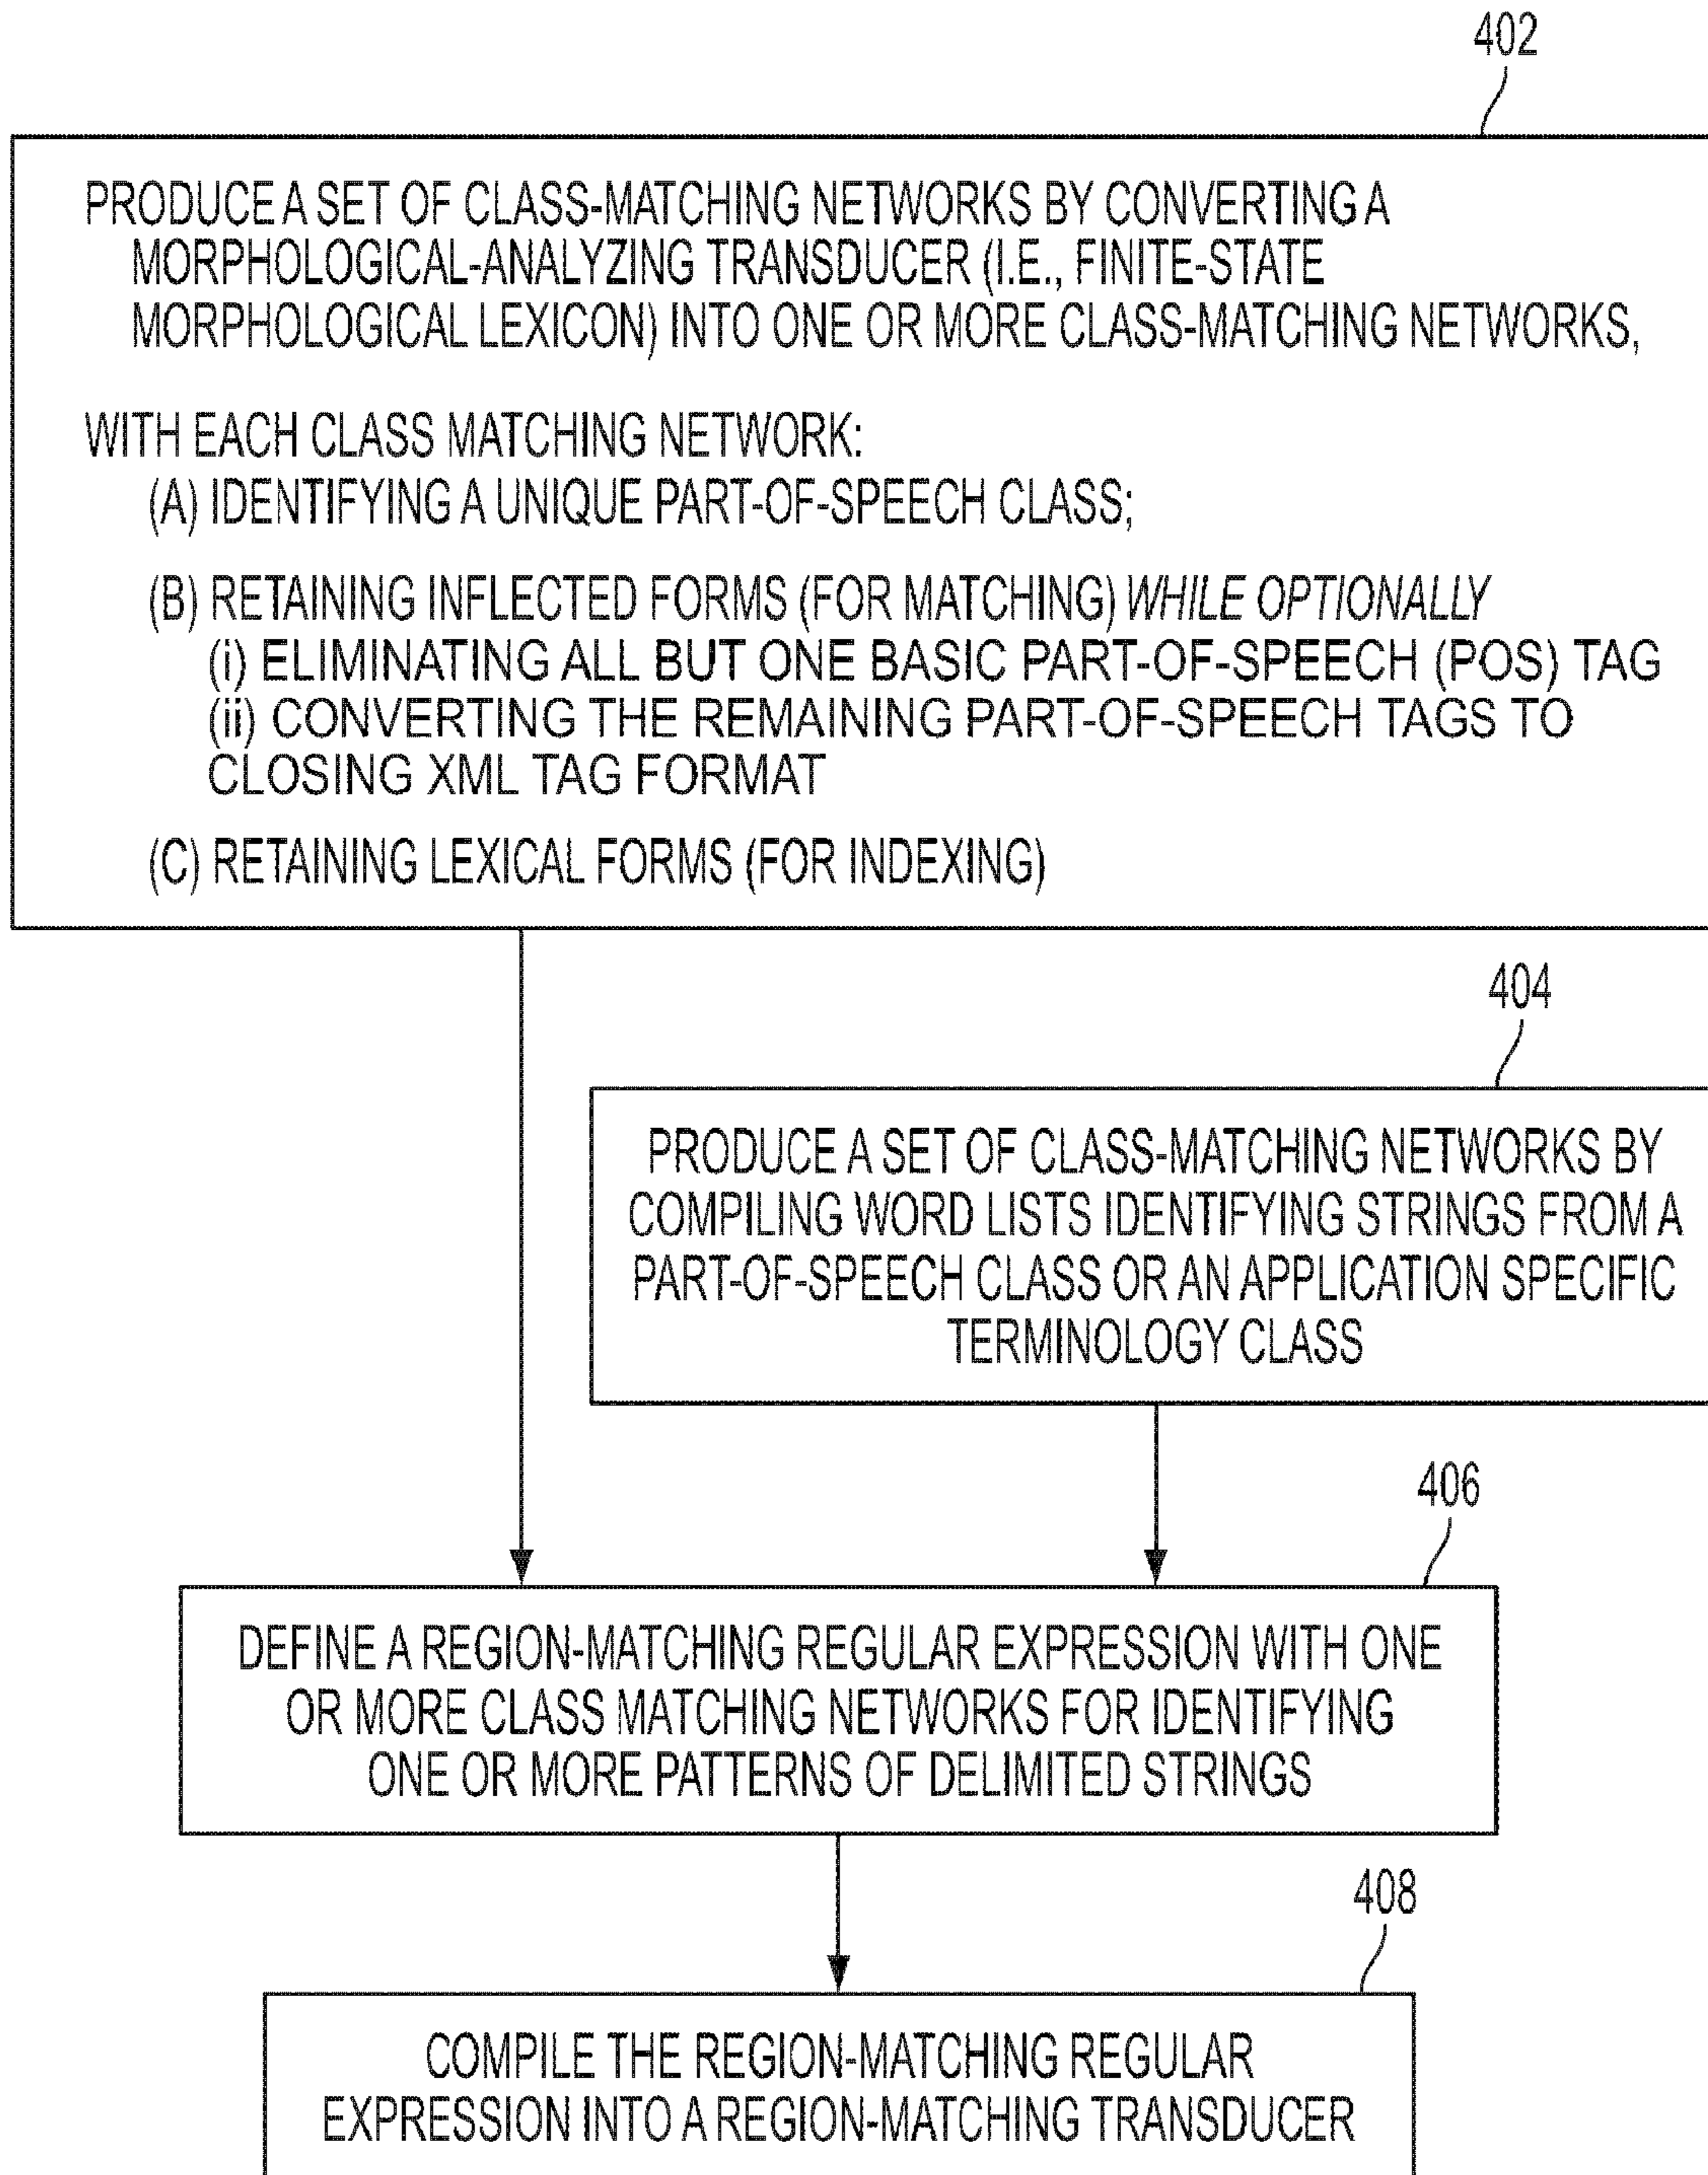 402
PRODUCE A SET OF CLASS-MATCHING NETWORKS BY CONVERTING A
MORPHOLOGICAL-ANALYZING TRANSDUCER (I.E., FINITE-STATE
MORPHOLOGICAL LEXICON) INTO ONE OR MORE CLASS-MATCHING NETWORKS,
WITH EACH CLASS MATCHING NETWORK:
(A) IDENTIFYING A UNIQUE PART-OF-SPEECH CLASS;
(B) RETAINING INFLECTED FORMS (FOR MATCHING) WHILE OPTIONALLY
(i) ELIMINATING ALL BUT ONE BASIC PART-OF-SPEECH (POS) TAG
(ii) CONVERTING THE REMAINING PART-OF-SPEECH TAGS TO
CLOSING XML TAG FORMAT
(C) RETAINING LEXICAL FORMS (FOR INDEXING)
404
PRODUCE A SET OF CLASS-MATCHING NETWORKS BY
COMPILING WORD LISTS IDENTIFYING STRINGS FROM A
PART-OF-SPEECH CLASS OR AN APPLICATION SPECIFIC
TERMINOLOGY CLASS
406
DEFINE A REGION-MATCHING REGULAR EXPRESSION WITH ONE
OR MORE CLASS MATCHING NETWORKS FOR IDENTIFYING
ONE OR MORE PATTERNS OF DELIMITED STRINGS
408
COMPILE THE REGION-MATCHING REGULAR
EXPRESSION INTO A REGION-MATCHING TRANSDUCER